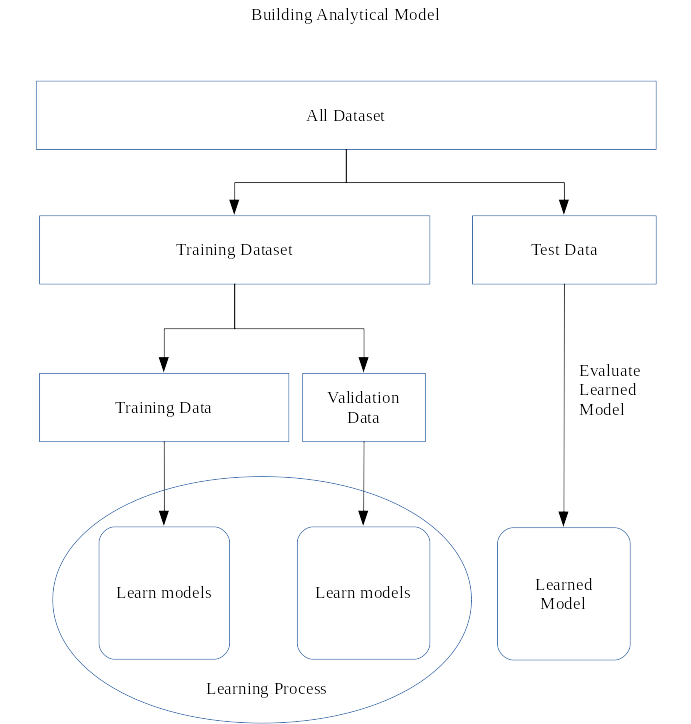 Building Analytical Model
All Dataset
Training Dataset
Test Data
Training Data
Validation
Data
Evaluate
Learned
Model
Learn models
Learn models
Learned
Model
Learning Process